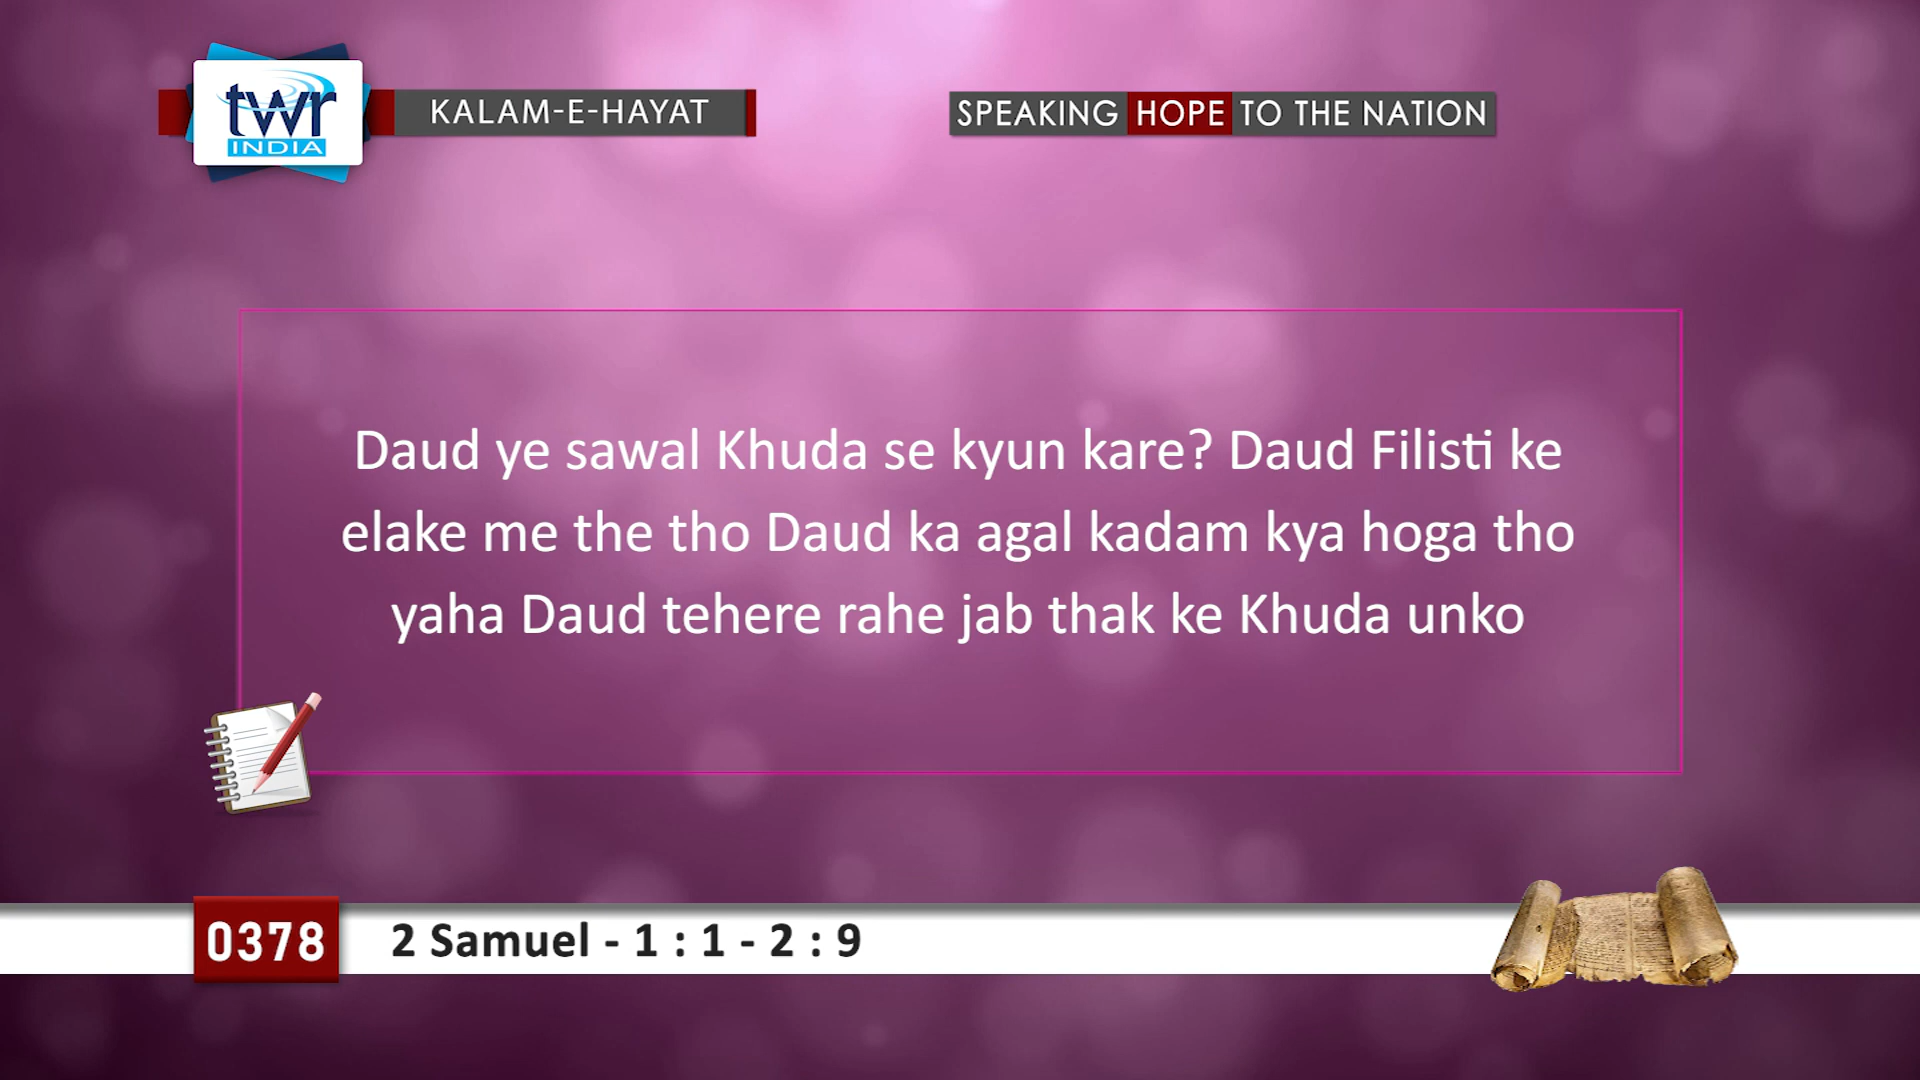 twr
INDIA
KALAM-E-HAYAT
SPEAKING HOPE TO THE NATION
Daud ye sawal Khuda se kyun kare? Daud Filisti ke
elake me the tho Daud ka agal kadam kya hoga tho
yaha Daud tehere rahe jab thak ke Khuda unko
0378
2 Samuel - 1 : 1 - 2 : 9